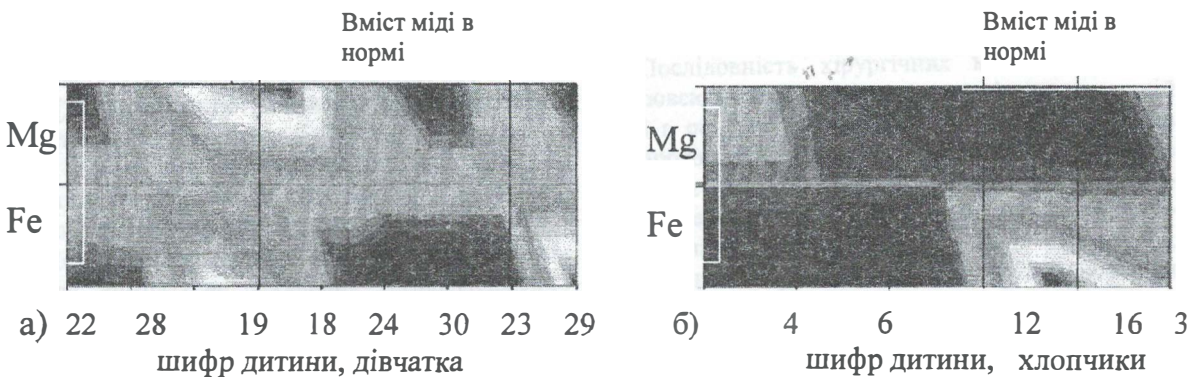 Вміст міді в
нормі
Mg
Fe
а) 22 28 19 18 24 30 23 29
шифр дитини, дівчатка
Вміст міді в
нормі
Mg
Fe
б) 4 6 12 16 3
шифр дитини, хлопчики